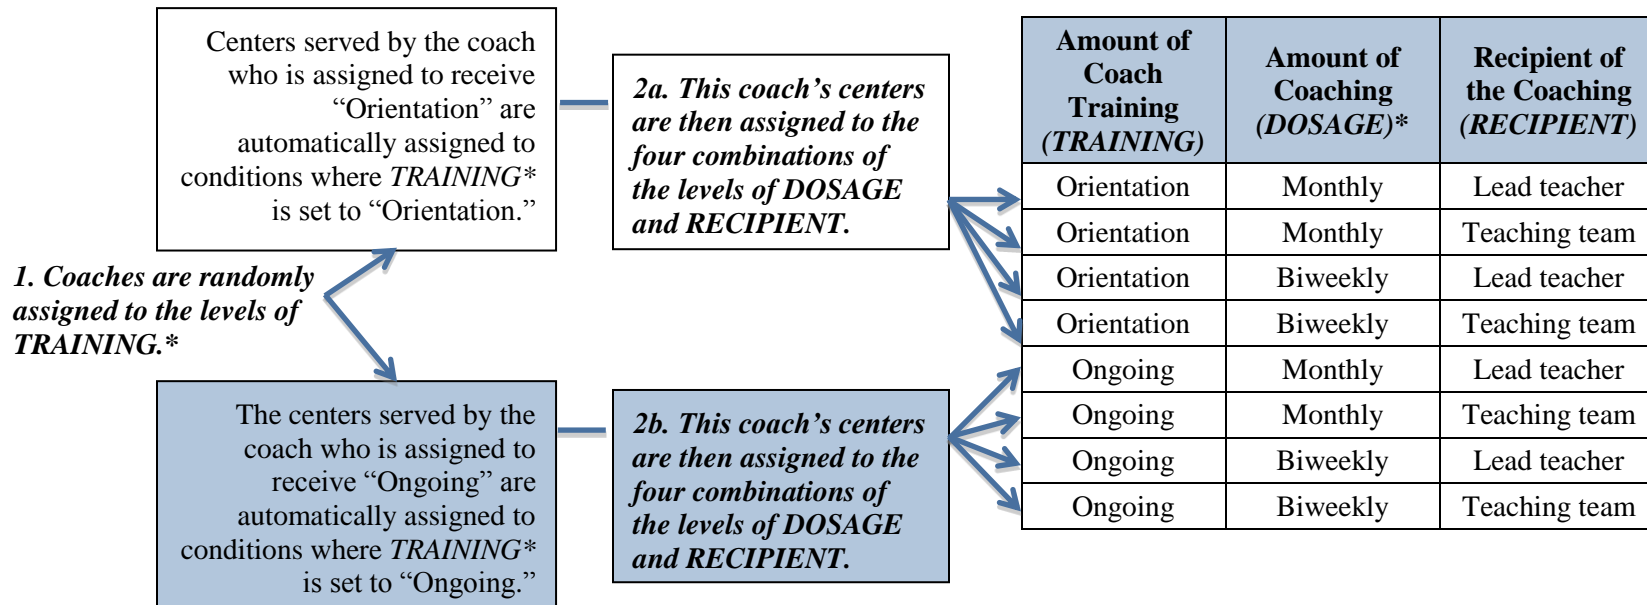 1. Coaches are randomly
assigned to the levels of
TRAINING.*
Centers served by the coach
who is assigned to receive
“Orientation” are
automatically assigned to
conditions where TRAINING*
is set to “Orientation.”
2a. This coach’s centers
are then assigned to the
four combinations of
the levels of DOSAGE
and RECIPIENT.
The centers served by the
coach who is assigned to
receive “Ongoing” are
automatically assigned to
conditions where TRAINING*
is set to “Ongoing.”
2b. This coach’s centers
are then assigned to the
four combinations of
the levels of DOSAGE
and RECIPIENT.
Amount of
Coach
Training
(TRAINING)
Amount of
Coaching
(DOSAGE)*
Recipient of
the Coaching
(RECIPIENT)
Orientation Monthly Lead teacher
Orientation Monthly Teaching team
Orientation Biweekly Lead teacher
Orientation Biweekly Teaching team
Ongoing Monthly Lead teacher
Ongoing Monthly Teaching team
Ongoing Biweekly Lead teacher
Ongoing Biweekly Teaching team